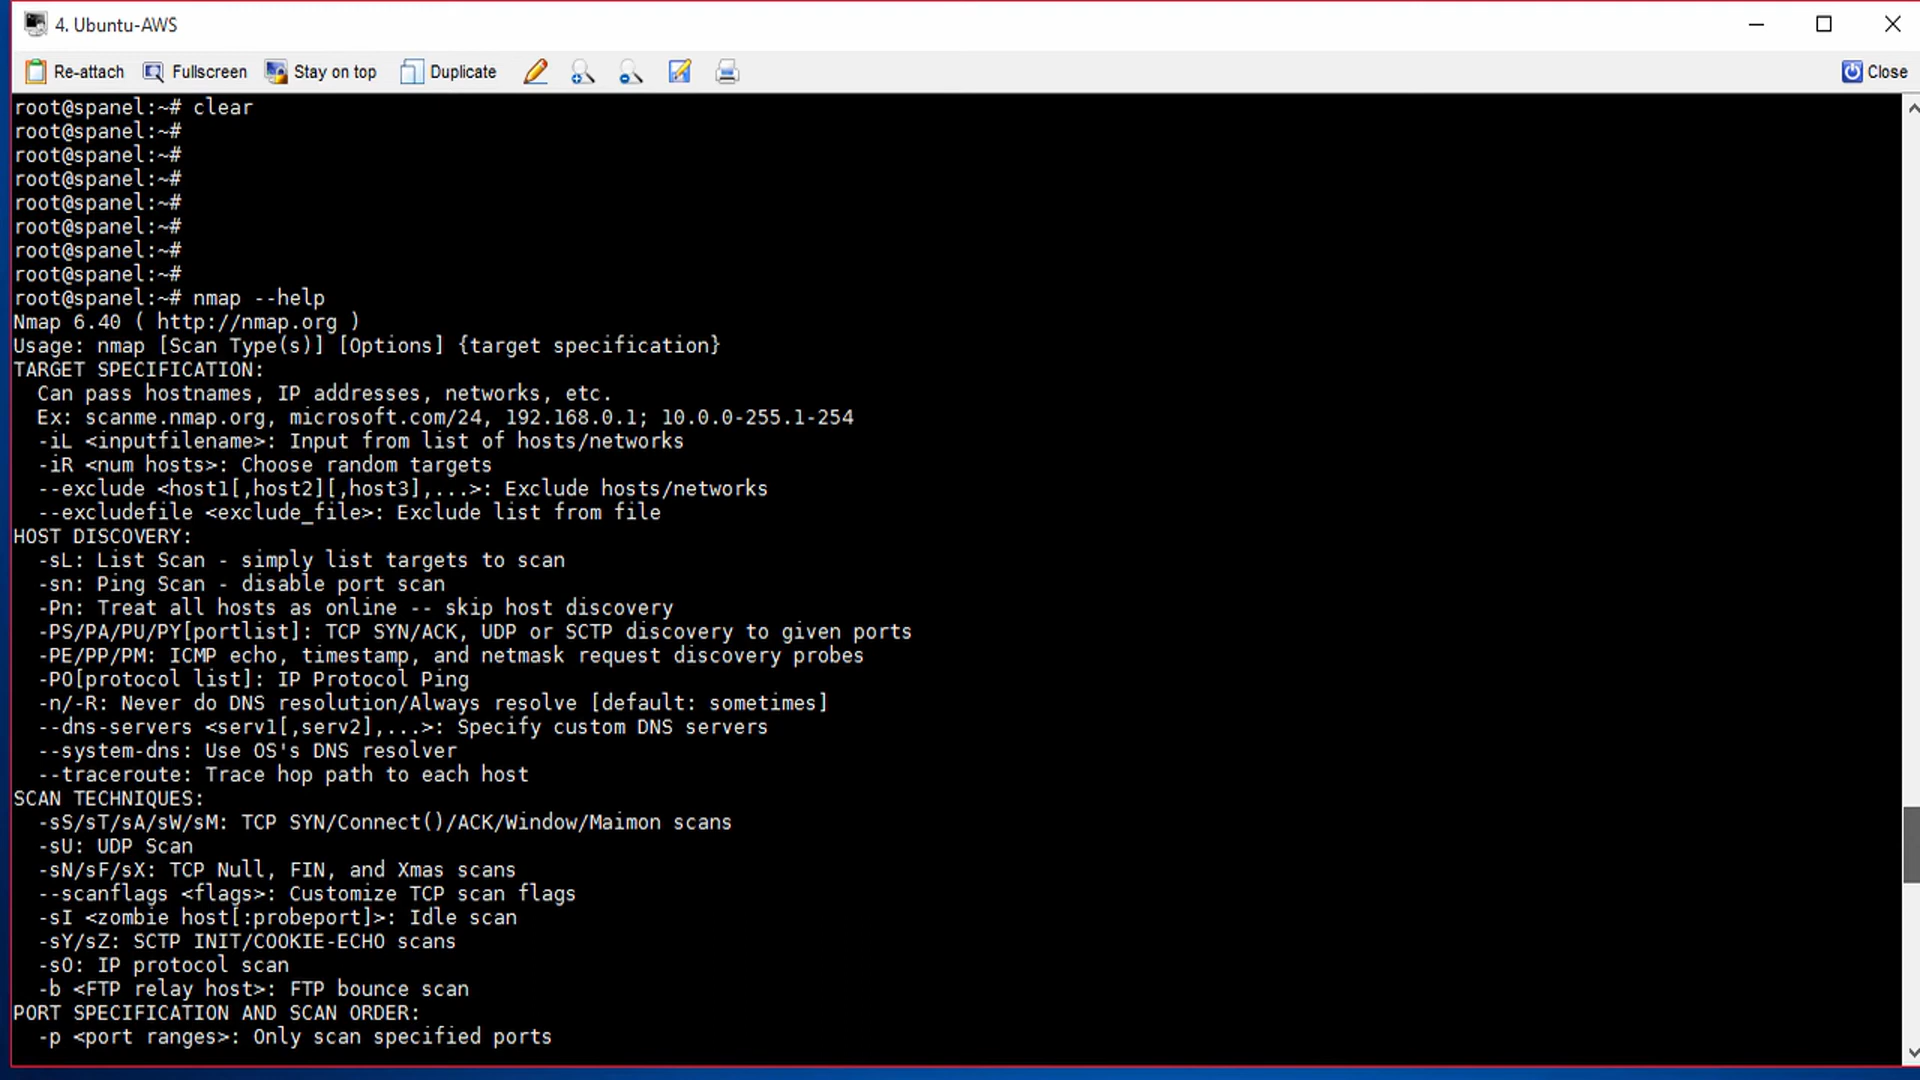 4. Ubuntu-AWS
Re-attach Fullscreen Stay on top Duplicate Close
root@spanel:~# clear
root@spanel:~#
root@spanel:~#
root@spanel:~#
root@spanel:~#
root@spanel:~#
root@spanel:~#
root@spanel:~#
root@spanel:~# nmap --help
Nmap 6.40 ( http://nmap.org )
Usage: nmap [Scan Type(s)] [Options] {target specification}
TARGET SPECIFICATION:
  Can pass hostnames, IP addresses, networks, etc.
  Ex: scanme.nmap.org, microsoft.com/24, 192.168.0.1; 10.0.0-255.1-254
  -iL <inputfilename>: Input from list of hosts/networks
  -iR <num hosts>: Choose random targets
  --exclude <host1[,host2][,host3],...>: Exclude hosts/networks
  --excludefile <exclude_file>: Exclude list from file
HOST DISCOVERY:
  -sL: List Scan - simply list targets to scan
  -sn: Ping Scan - disable port scan
  -Pn: Treat all hosts as online -- skip host discovery
  -PS/PA/PU/PY[portlist]: TCP SYN/ACK, UDP or SCTP discovery to given ports
  -PE/PP/PM: ICMP echo, timestamp, and netmask request discovery probes
  -PO[protocol list]: IP Protocol Ping
  -n/-R: Never do DNS resolution/Always resolve [default: sometimes]
  --dns-servers <serv1[,serv2],...>: Specify custom DNS servers
  --system-dns: Use OS's DNS resolver
  --traceroute: Trace hop path to each host
SCAN TECHNIQUES:
  -sS/sT/sA/sW/sM: TCP SYN/Connect()/ACK/Window/Maimon scans
  -sU: UDP Scan
  -sN/sF/sX: TCP Null, FIN, and Xmas scans
  --scanflags <flags>: Customize TCP scan flags
  -sI <zombie host[:probeport]>: Idle scan
  -sY/sZ: SCTP INIT/COOKIE-ECHO scans
  -sO: IP protocol scan
  -b <FTP relay host>: FTP bounce scan
PORT SPECIFICATION AND SCAN ORDER:
  -p <port ranges>: Only scan specified ports